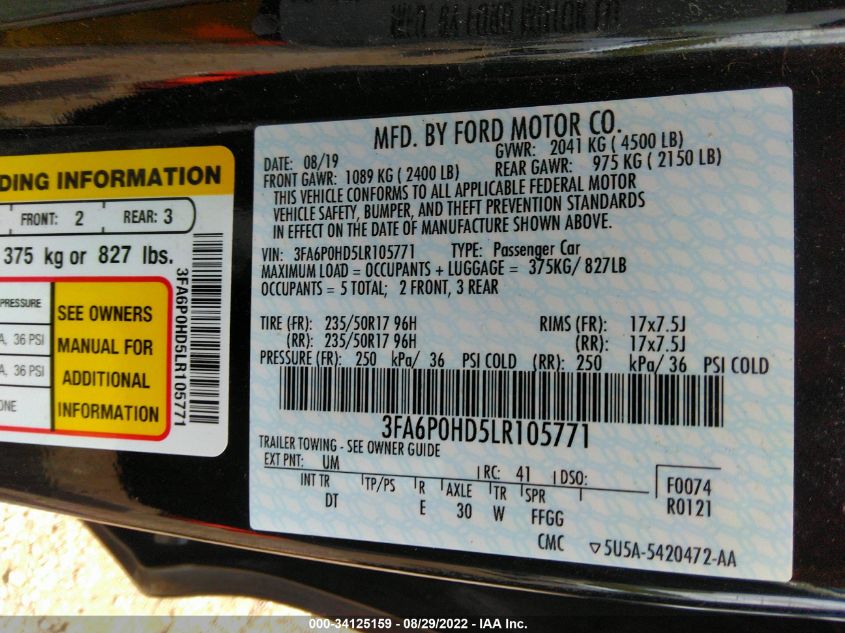 DING INFORMATION
FRONT: 2 REAR: 3
375 kg or 827 lbs.
PRESSURE
A, 36 PSI
A, 36 PSI
ONE
SEE OWNERS
MANUAL FOR
ADDITIONAL
INFORMATION
3FA6P0HD5LR105771
MFD. BY FORD MOTOR CO.
DATE: 08/19 GVWR: 2041 KG ( 4500 LB)
FRONT GAWR: 1089 KG ( 2400 LB) REAR GAWR: 975 KG ( 2150 LB)
THIS VEHICLE CONFORMS TO ALL APPLICABLE FEDERAL MOTOR
VEHICLE SAFETY, BUMPER, AND THEFT PREVENTION STANDARDS
IN EFFECT ON THE DATE OF MANUFACTURE SHOWN ABOVE.
VIN: 3FA6P0HD5LR105771 TYPE: Passenger Car
MAXIMUM LOAD = OCCUPANTS + LUGGAGE = 375KG/ 827LB
OCCUPANTS = 5 TOTAL; 2 FRONT, 3 REAR
TIRE (FR): 235/50R17 96H RIMS (FR): 17x7.5J
(RR): 235/50R17 96H (RR): 17x7.5J
PRESSURE (FR): 250 kPa/ 36 PSI COLD (RR): 250 kPa/ 36 PSI COLD
3FA6P0HD5LR105771
TRAILER TOWING - SEE OWNER GUIDE
EXT PNT: UM RC: 41 DSO:
INT TR TP/PS R AXLE TR SPR F0074
DT E 30 W FFGG R0121
CMC ▽5U5A-5420472-AA
000-34125159 - 08/29/2022 - IAA Inc.